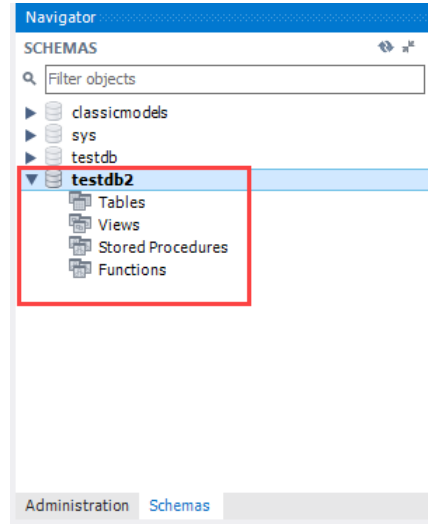 Navigator
SCHEMAS
Filter objects
classicmodels
sys
testdb
testdb2
Tables
Views
Stored Procedures
Functions
Administration Schemas